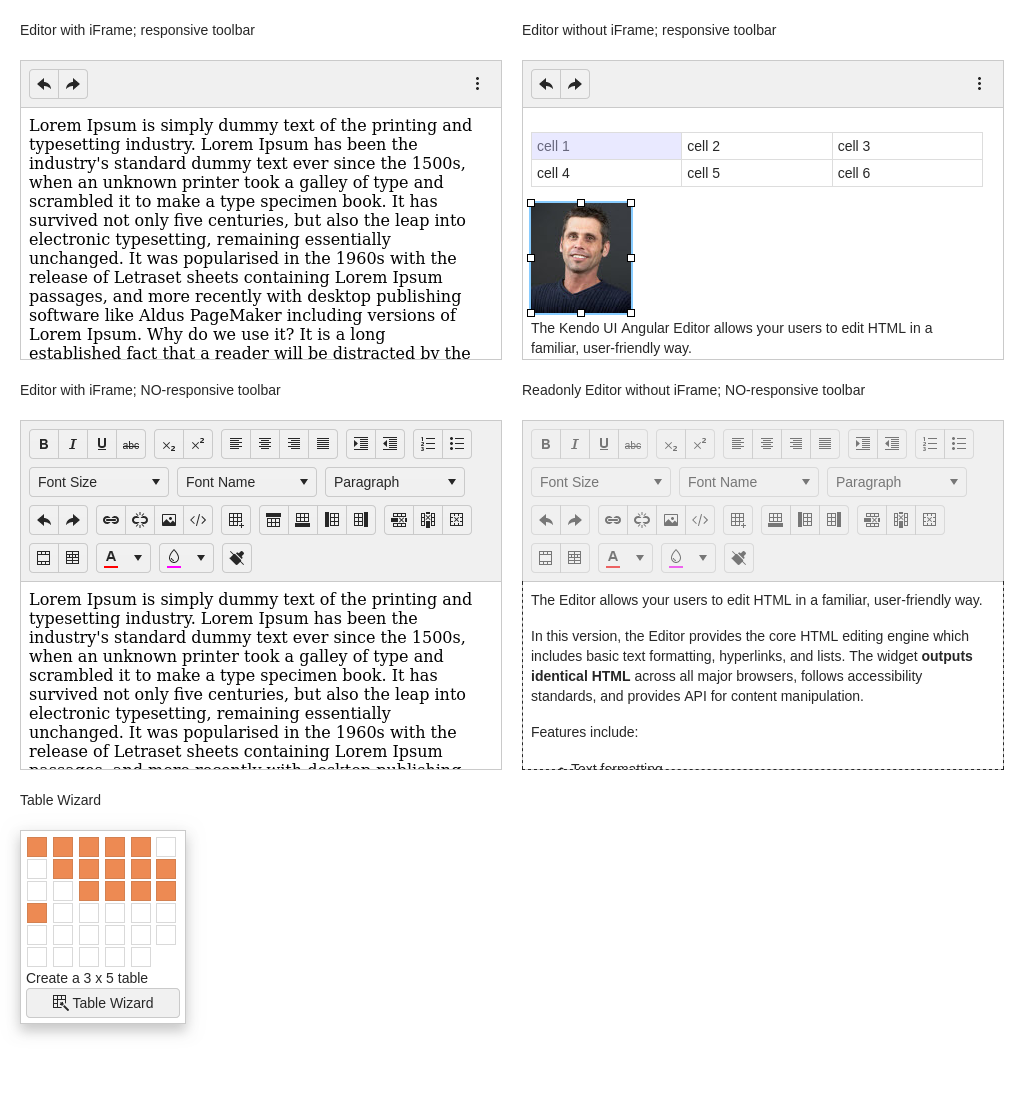 Editor with iFrame; responsive toolbar
Lorem Ipsum is simply dummy text of the printing and
typesetting industry. Lorem Ipsum has been the
industry's standard dummy text ever since the 1500s,
when an unknown printer took a galley of type and
scrambled it to make a type specimen book. It has
survived not only five centuries, but also the leap into
electronic typesetting, remaining essentially
unchanged. It was popularised in the 1960s with the
release of Letraset sheets containing Lorem Ipsum
passages, and more recently with desktop publishing
software like Aldus PageMaker including versions of
Lorem Ipsum. Why do we use it? It is a long
established fact that a reader will be distracted by the
Editor without iFrame; responsive toolbar
cell 1 cell 2 cell 3
cell 4 cell 5 cell 6
The Kendo UI Angular Editor allows your users to edit HTML in a
familiar, user-friendly way.
Editor with iFrame; NO-responsive toolbar
B I U abc x₂ x²
Font Size Font Name Paragraph
A
Lorem Ipsum is simply dummy text of the printing and
typesetting industry. Lorem Ipsum has been the
industry's standard dummy text ever since the 1500s,
when an unknown printer took a galley of type and
scrambled it to make a type specimen book. It has
survived not only five centuries, but also the leap into
electronic typesetting, remaining essentially
unchanged. It was popularised in the 1960s with the
release of Letraset sheets containing Lorem Ipsum
passages, and more recently with desktop publishing
Readonly Editor without iFrame; NO-responsive toolbar
B I U abc x₂ x²
Font Size Font Name Paragraph
A
The Editor allows your users to edit HTML in a familiar, user-friendly way.
In this version, the Editor provides the core HTML editing engine which
includes basic text formatting, hyperlinks, and lists. The widget outputs
identical HTML across all major browsers, follows accessibility
standards, and provides API for content manipulation.
Features include:
Text formatting
Table Wizard
Create a 3 x 5 table
Table Wizard